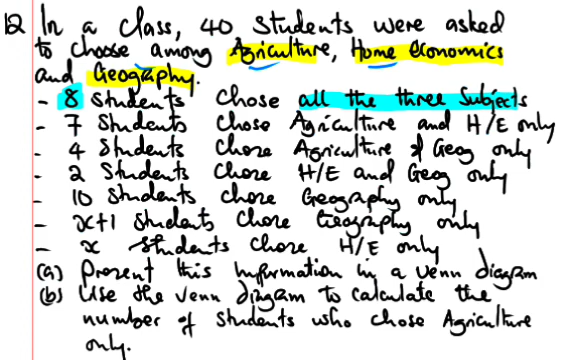 12 In a class, 40 students were asked
to choose among Agriculture, Home Economics
and Geography.
- 8 Students Chose all the three Subjects
- 7 Students Chose Agriculture and H/E only
- 4 Students Chose Agriculture & Geog only
- 2 Students Chose H/E and Geog only
- 10 Students chose Geography only
- x+1 Students Chose Geography only
- x Students Chose H/E only
(a) Present this information in a Venn diagram
(b) Use the Venn diagram to calculate the
number of students who chose Agriculture
only.